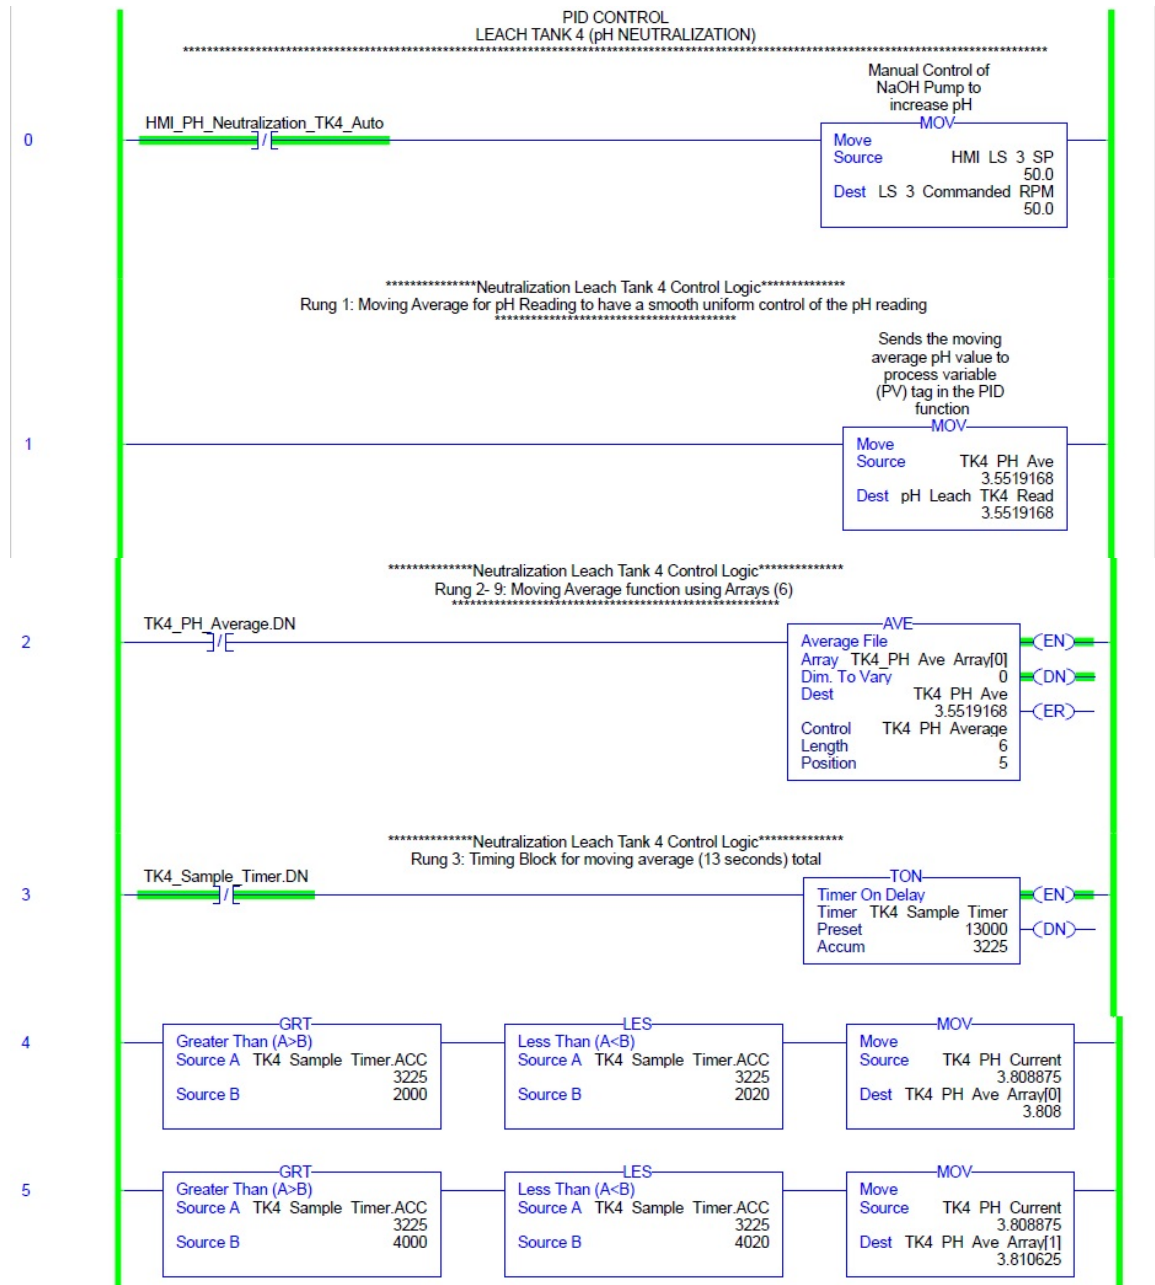 PID CONTROL
LEACH TANK 4 (pH NEUTRALIZATION)
************************************************************************************************************************************************
Manual Control of
NaOH Pump to
increase pH
HMI_PH_Neutralization_TK4_Auto
MOV
0
Move
Source HMI LS 3 SP
50.0
Dest LS 3 Commanded RPM
50.0
***************Neutralization Leach Tank 4 Control Logic**************
Rung 1: Moving Average for pH Reading to have a smooth uniform control of the pH reading
****************************************
Sends the moving
average pH value to
process variable
(PV) tag in the PID
function
MOV
1
Move
Source TK4 PH Ave
3.5519168
Dest pH Leach TK4 Read
3.5519168
**************Neutralization Leach Tank 4 Control Logic**************
Rung 2- 9: Moving Average function using Arrays (6)
******************************************************
TK4_PH_Average.DN
AVE
2
Average File (EN)
Array TK4_PH Ave Array[0]
Dim. To Vary 0 (DN)
Dest TK4 PH Ave
3.5519168 (ER)
Control TK4 PH Average
Length 6
Position 5
**************Neutralization Leach Tank 4 Control Logic**************
Rung 3: Timing Block for moving average (13 seconds) total
TK4_Sample_Timer.DN
TON
3
Timer On Delay (EN)
Timer TK4 Sample Timer
Preset 13000 (DN)
Accum 3225
GRT LES MOV
4
Greater Than (A>B) Less Than (A<B) Move
Source A TK4 Sample Timer.ACC Source A TK4 Sample Timer.ACC Source TK4 PH Current
3225 3225 3.808875
Source B 2000 Source B 2020 Dest TK4 PH Ave Array[0]
3.808
GRT LES MOV
5
Greater Than (A>B) Less Than (A<B) Move
Source A TK4 Sample Timer.ACC Source A TK4 Sample Timer.ACC Source TK4 PH Current
3225 3225 3.808875
Source B 4000 Source B 4020 Dest TK4 PH Ave Array[1]
3.810625